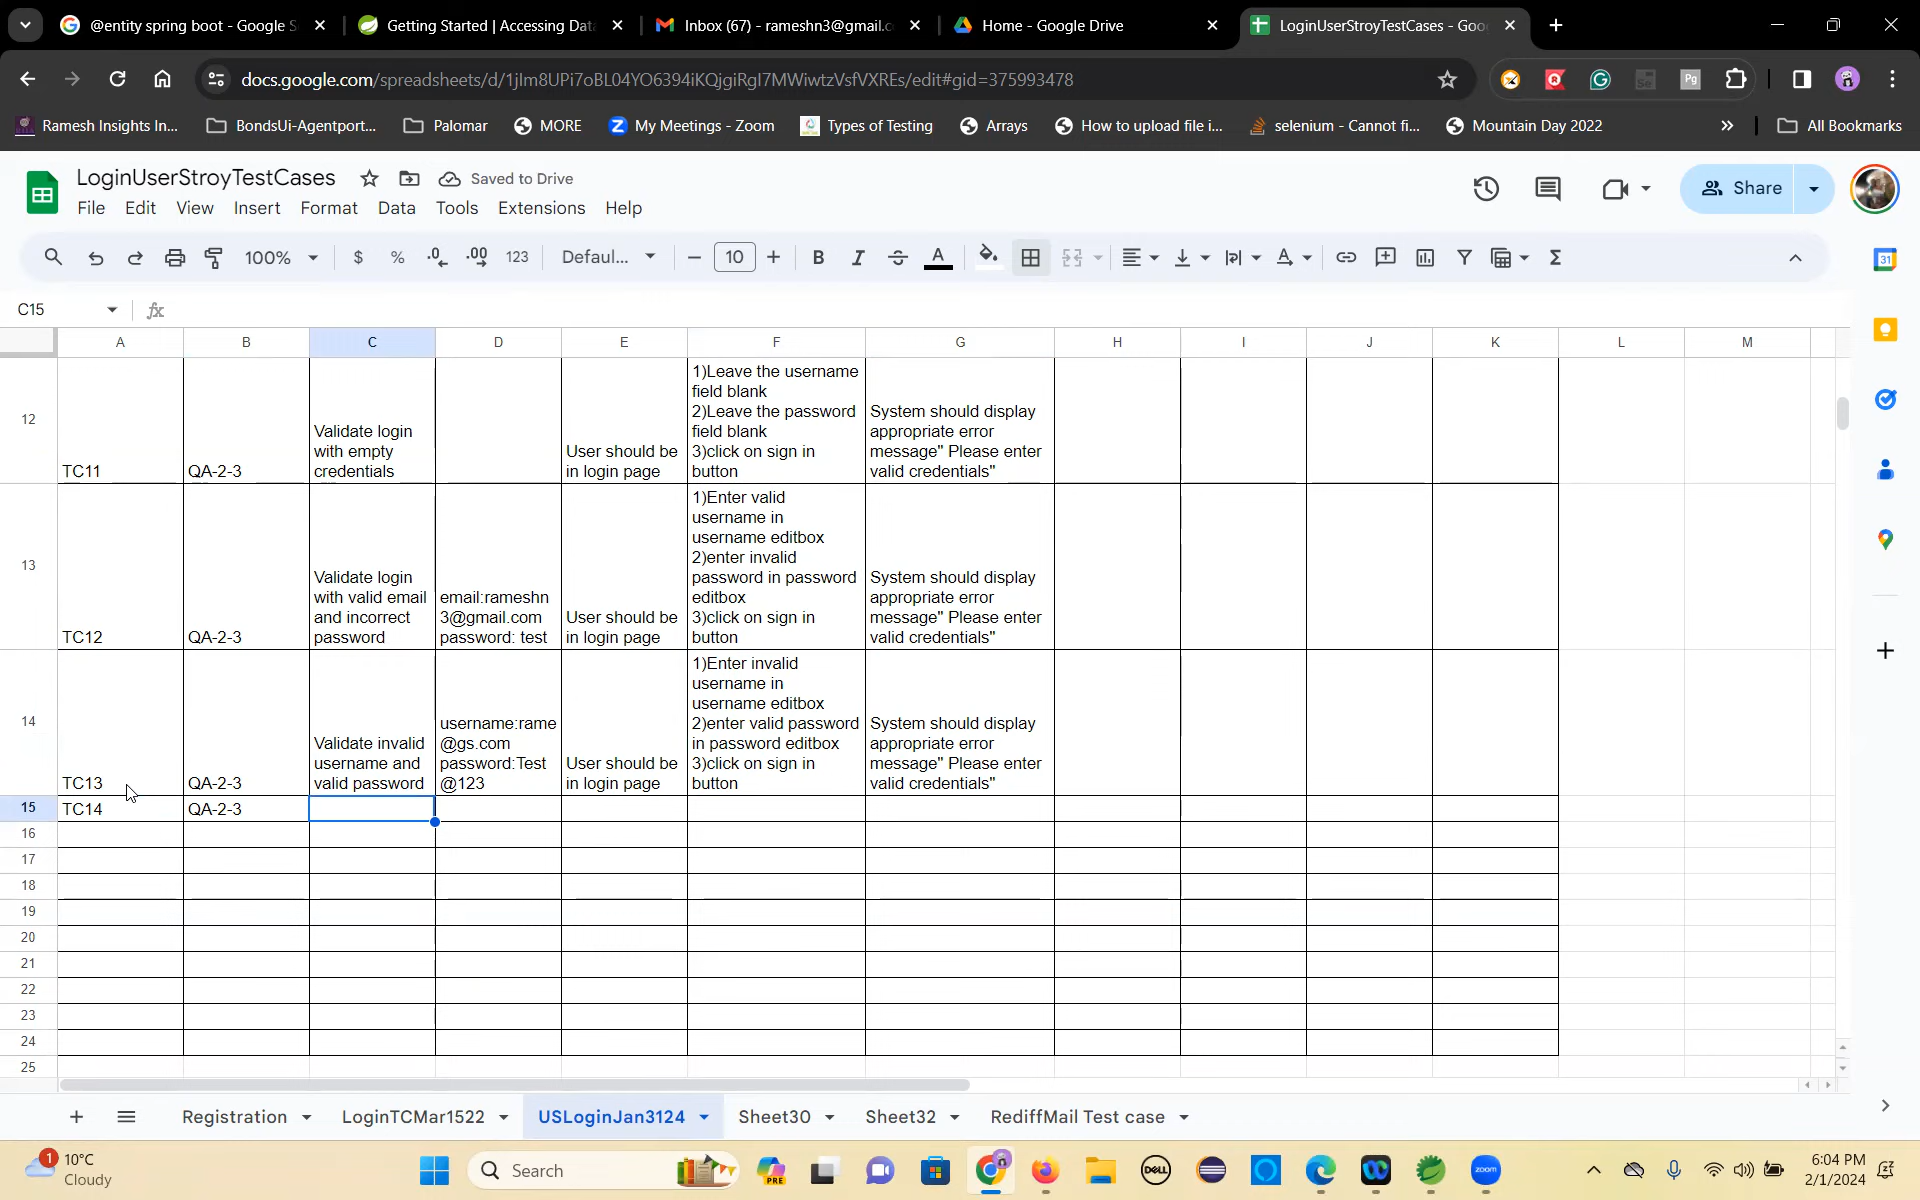 @entity spring boot - Google S
Getting Started | Accessing Data
Inbox (67) - rameshn3@gmail.c
Home - Google Drive
LoginUserStroyTestCases - Goo
docs.google.com/spreadsheets/d/1jIm8UPi7oBL04YO6394iKQjgiRgI7MWiwtzVsfVXREs/edit#gid=375993478
Ramesh Insights In...
BondsUi-Agentport...
Palomar
MORE
My Meetings - Zoom
Types of Testing
Arrays
How to upload file i...
selenium - Cannot fi...
Mountain Day 2022
All Bookmarks
LoginUserStroyTestCases
Saved to Drive
Share
File Edit View Insert Format Data Tools Extensions Help
100% $ % .0 .00 123 Defaul... 10 B I A
C15
A B C D E F G H I J K L M
12
TC11
QA-2-3
Validate login
with empty
credentials
User should be
in login page
1)Leave the username
field blank
2)Leave the password
field blank
3)click on sign in
button
System should display
appropriate error
message" Please enter
valid credentials"
13
TC12
QA-2-3
Validate login
with valid email
and incorrect
password
email:rameshn
3@gmail.com
password: test
User should be
in login page
1)Enter valid
username in
username editbox
2)enter invalid
password in password
editbox
3)click on sign in
button
System should display
appropriate error
message" Please enter
valid credentials"
14
TC13
QA-2-3
Validate invalid
username and
valid password
username:rame
@gs.com
password:Test
@123
User should be
in login page
1)Enter invalid
username in
username editbox
2)enter valid password
in password editbox
3)click on sign in
button
System should display
appropriate error
message" Please enter
valid credentials"
15 TC14 QA-2-3
16
17
18
19
20
21
22
23
24
25
Registration
LoginTCMar1522
USLoginJan3124
Sheet30
Sheet32
RediffMail Test case
1
10°C
Cloudy
Search
PRE
DELL
zoom
6:04 PM
2/1/2024